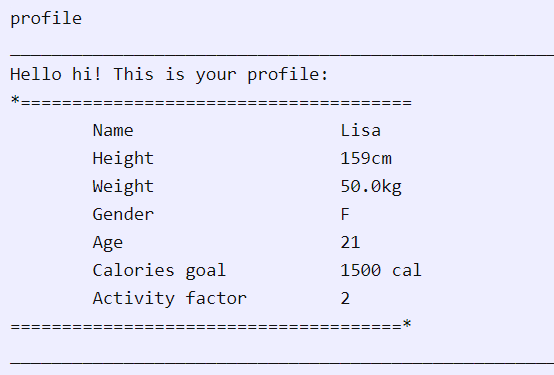 profile
____________________________________________________________
Hello hi! This is your profile:
*======================================
        Name                    Lisa
        Height                  159cm
        Weight                  50.0kg
        Gender                  F
        Age                     21
        Calories goal           1500 cal
        Activity factor         2
======================================*
____________________________________________________________